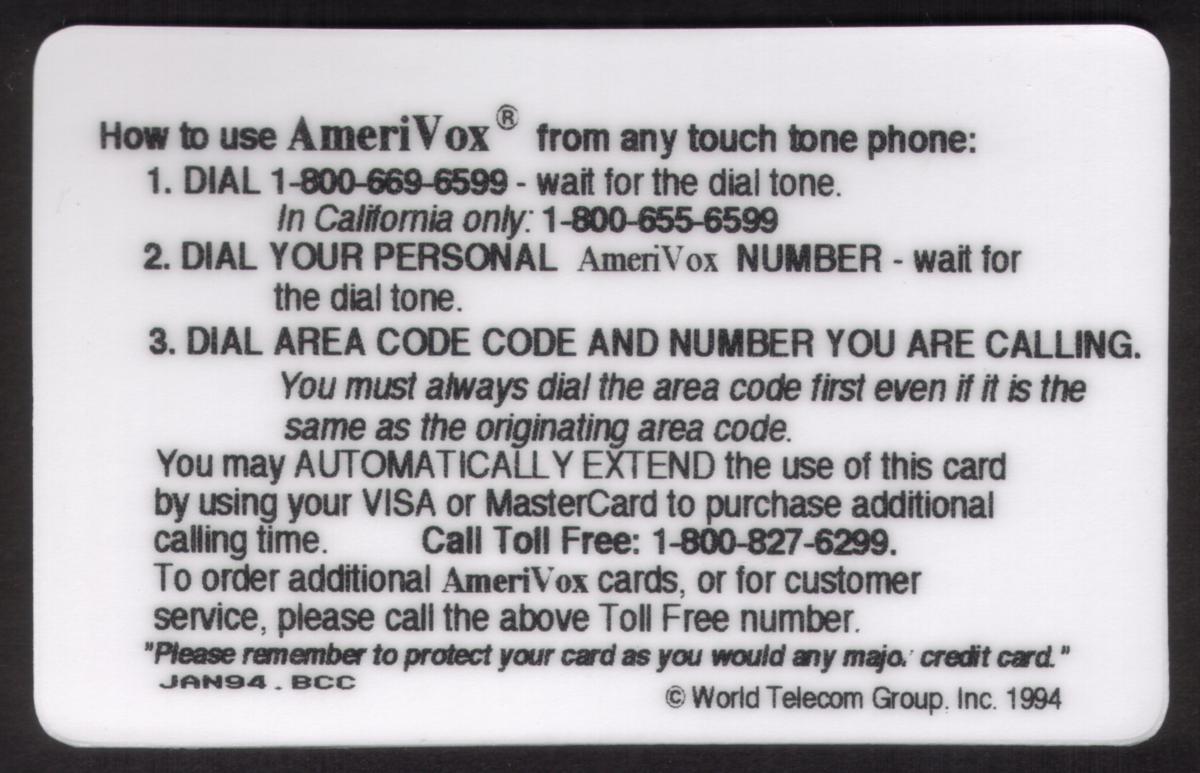 How to use AmeriVox® from any touch tone phone:
1. DIAL 1-800-669-6599 - wait for the dial tone.
In California only: 1-800-655-6599
2. DIAL YOUR PERSONAL AmeriVox NUMBER - wait for
the dial tone.
3. DIAL AREA CODE CODE AND NUMBER YOU ARE CALLING.
You must always dial the area code first even if it is the
same as the originating area code.
You may AUTOMATICALLY EXTEND the use of this card
by using your VISA or MasterCard to purchase additional
calling time. Call Toll Free: 1-800-827-6299.
To order additional AmeriVox cards, or for customer
service, please call the above Toll Free number.
"Please remember to protect your card as you would any major credit card."
JAN94.BCC
© World Telecom Group. Inc. 1994